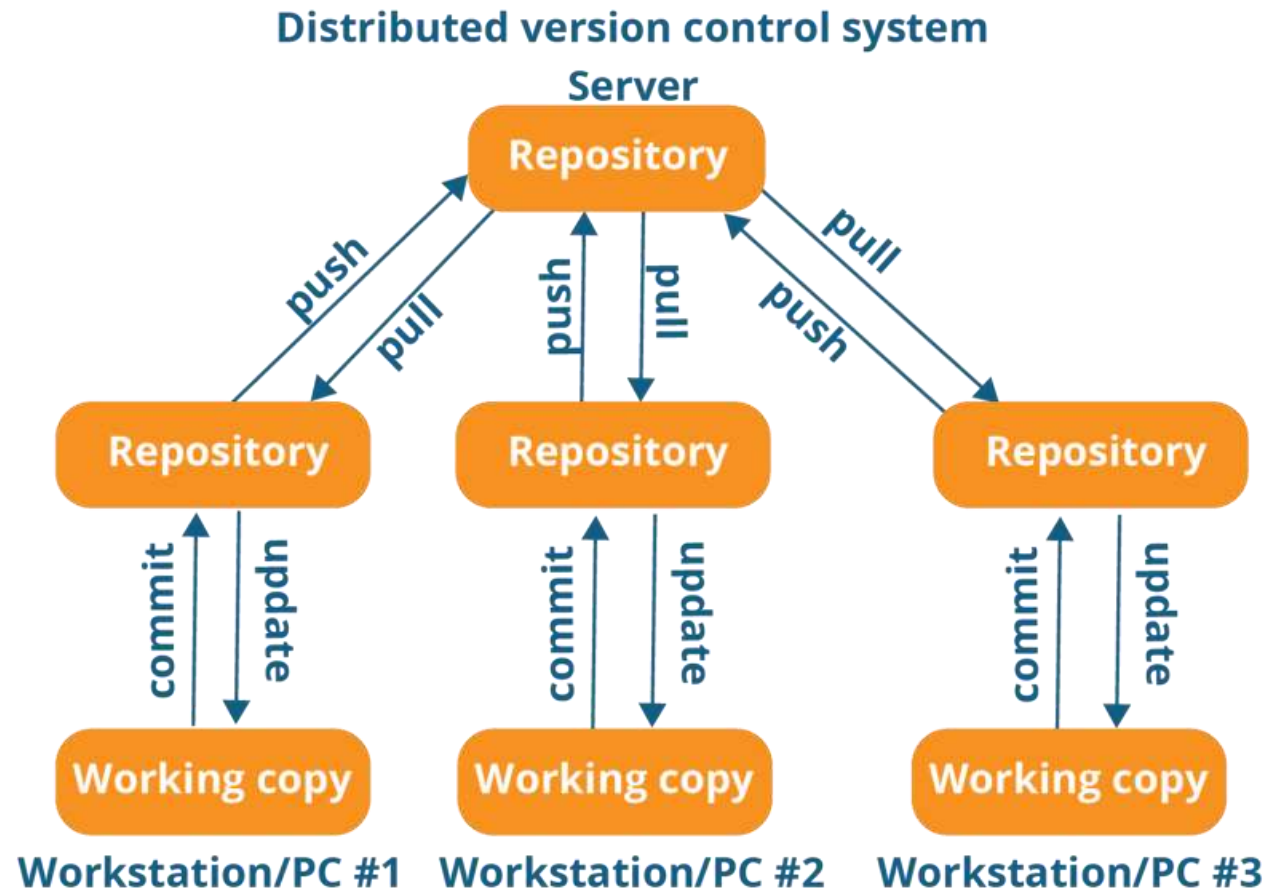 Distributed version control system
Server
Repository
push
pull
push
pull
push
pull
Repository
Repository
Repository
commit
update
commit
update
commit
update
Working copy
Working copy
Working copy
Workstation/PC #1
Workstation/PC #2
Workstation/PC #3